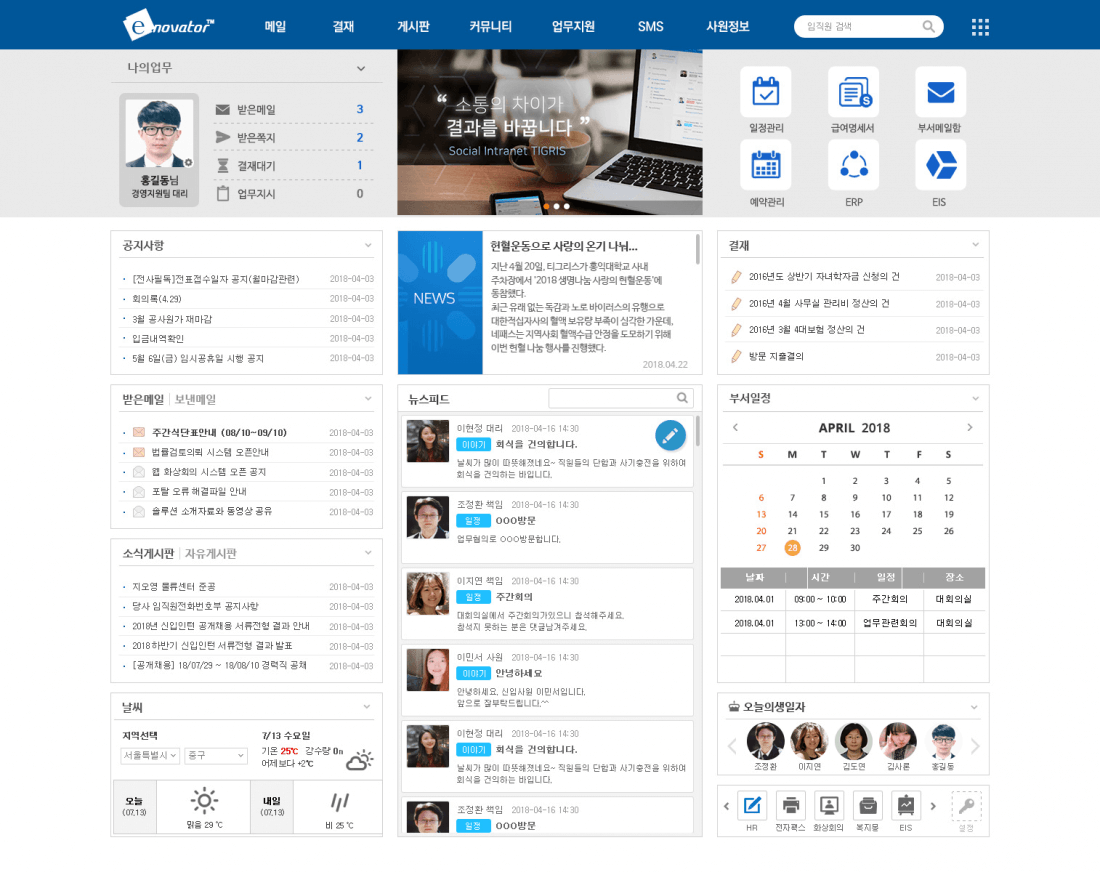 e-novator™
메일
결재
게시판
커뮤니티
업무지원
SMS
사원정보
임직원 검색
나의업무
홍길동님
경영지원팀 대리
받은메일 3
받은쪽지 2
결재대기 1
업무지시 0
“ 소통의 차이가
결과를 바꿉니다 ”
Social Intranet TIGRIS
일정관리
급여명세서
부서메일함
예약관리
ERP
EIS
공지사항
[전사필독]전표접수일자 공지(월마감관련) 2018-04-03
회의록(4.29) 2018-04-03
3월 공사원가 재마감 2018-04-03
입금내역확인 2018-04-03
5월 6일(금) 임시공휴일 시행 공지 2018-04-03
NEWS
현혈운동으로 사랑의 온기 나눠...
지난 4월 20일, 티그리스가 홍익대학교 사내
주차장에서 '2018 생명나눔 사랑의 현혈운동'에
동참했다.
최근 유래 없는 독감과 노로 바이러스의 유행으로
대한적십자사의 혈액 보유량 부족이 심각한 가운데,
네패스는 지역사회 혈액수급 안정을 도모하기 위해
이번 헌혈 나눔 행사를 진행했다.
2018.04.22
결재
2016년도 상반기 자녀학자금 신청의 건 2018-04-03
2016년 4월 사무실 관리비 정산의 건 2018-04-03
2016년 3월 4대보험 정산의 건 2018-04-03
방문 지출결의 2018-04-03
받은메일 보낸메일
주간식단표안내 (08/10~09/10) 2018-04-03
법률검토의뢰 시스템 오픈안내 2018-04-03
웹 화상회의 시스템 오픈 공지 2018-04-03
포탈 오류 해결파일 안내 2018-04-03
솔루션 소개자료와 동영상 공유 2018-04-03
뉴스피드
이현정 대리 2018-04-16 14:30
이야기 회식을 건의합니다.
날씨가 많이 따뜻해졌네요~ 직원들의 단합과 사기충전을 위하여
회식을 건의하는 바입니다.
조정환 책임 2018-04-16 14:30
일정 OOO방문
업무협의로 OOO방문합니다.
이지연 책임 2018-04-16 14:30
일정 주간회의
대회의실에서 주간회의가있으니 참석해주세요.
참석지 못하는 분은 댓글남겨주세요.
이민서 사원 2018-04-16 14:30
이야기 안녕하세요
안녕하세요, 신입사원 이민서입니다.
앞으로 잘부탁드립니다.^^
이현정 대리 2018-04-16 14:30
이야기 회식을 건의합니다.
날씨가 많이 따뜻해졌네요~ 직원들의 단합과 사기충전을 위하여
회식을 건의하는 바입니다.
조정환 책임 2018-04-16 14:30
일정 OOO방문
부서일정
APRIL 2018
S M T W T F S
1 2 3 4 5
6 7 8 9 10 11 12
13 14 15 16 17 18 19
20 21 22 23 24 25 26
27 28 29 30
날짜 시간 일정 장소
2018.04.01 09:00 ~ 10:00 주간회의 대회의실
2018.04.01 13:00 ~ 14:00 업무관련회의 대회의실
소식게시판 자유게시판
지오영 물류센터 준공 2018-04-03
당사 임직원전화번호부 공지사항 2018-04-03
2018년 신입인턴 공개채용 서류전형 결과 안내 2018-04-03
2018 하반기 신입인턴 서류전형 결과 발표 2018-04-03
[공개채용] 18/07/29 ~ 18/08/10 경력직 공채 2018-04-03
날씨
지역선택
서울특별시
중구
7/13 수요일
기온 25℃ 강수량 0m
어제보다 +2℃
오늘
(07.13)
맑음 29 ℃
내일
(07.13)
비 25 ℃
오늘의생일자
조정환
이지연
김도연
김사론
홍길동
HR
전자팩스
화상회의
복지몰
EIS
설정